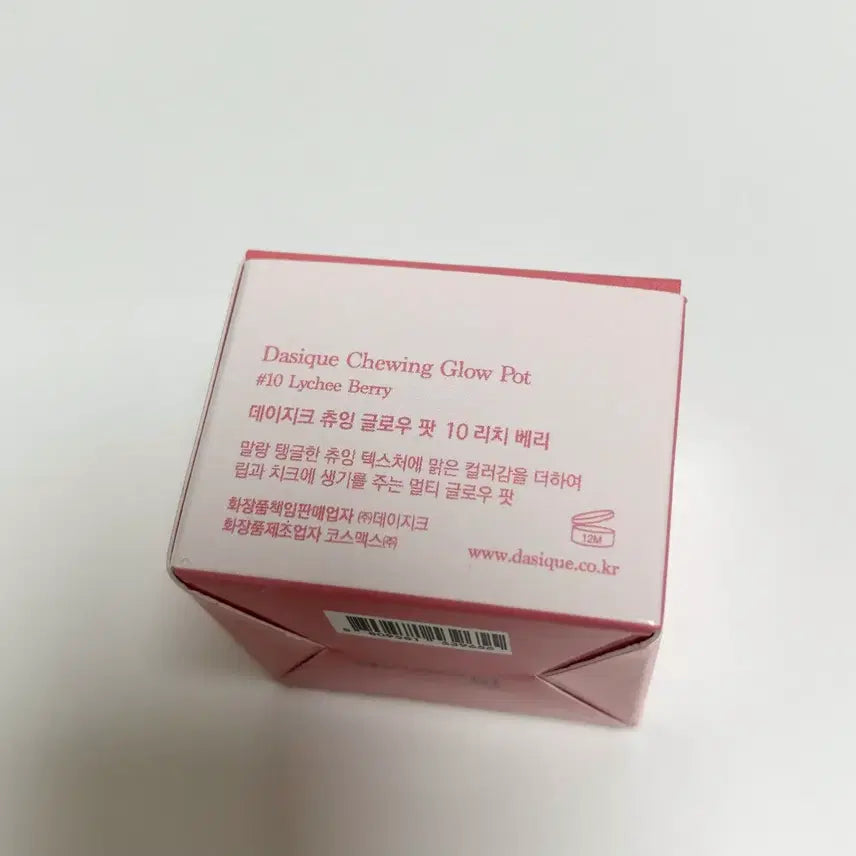 Dasique Chewing Glow Pot
#10 Lychee Berry
데이지크 츄잉 글로우 팟 10 리치 베리
말랑 탱글한 츄잉 텍스처에 맑은 컬러감을 더하여
립과 치크에 생기를 주는 멀티 글로우 팟
화장품책임판매업자 ㈜데이지크
화장품제조업자 코스맥스㈜
12M
www.dasique.co.kr